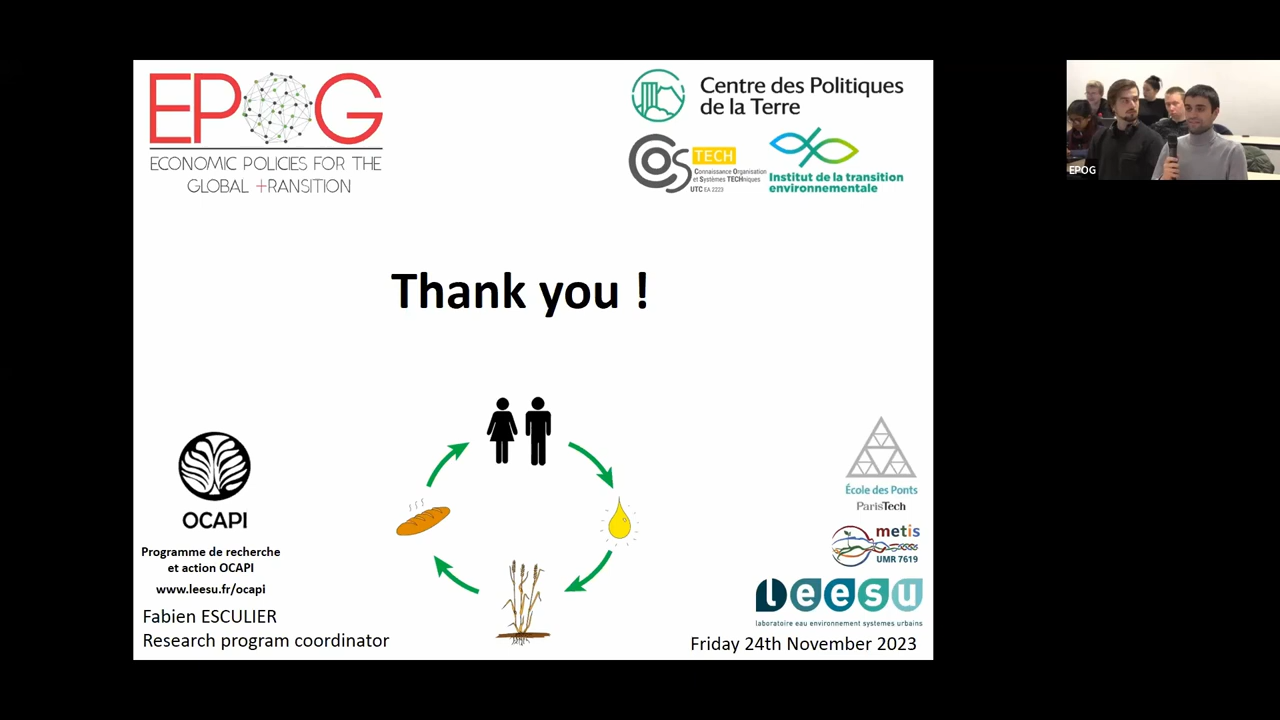 EPOG
ECONOMIC POLICIES FOR THE
GLOBAL +RANSITION
Centre des Politiques
de la Terre
COS TECH
Connaissance Organisation
et Systèmes TECHniques
UTC EA 2223
Institut de la transition
environnementale
EPOG
Thank you !
OCAPI
Programme de recherche
et action OCAPI
www.leesu.fr/ocapi
Fabien ESCULIER
Research program coordinator
École des Ponts
ParisTech
metis
UMR 7619
leesu
laboratoire eau environnement systemes urbains
Friday 24th November 2023